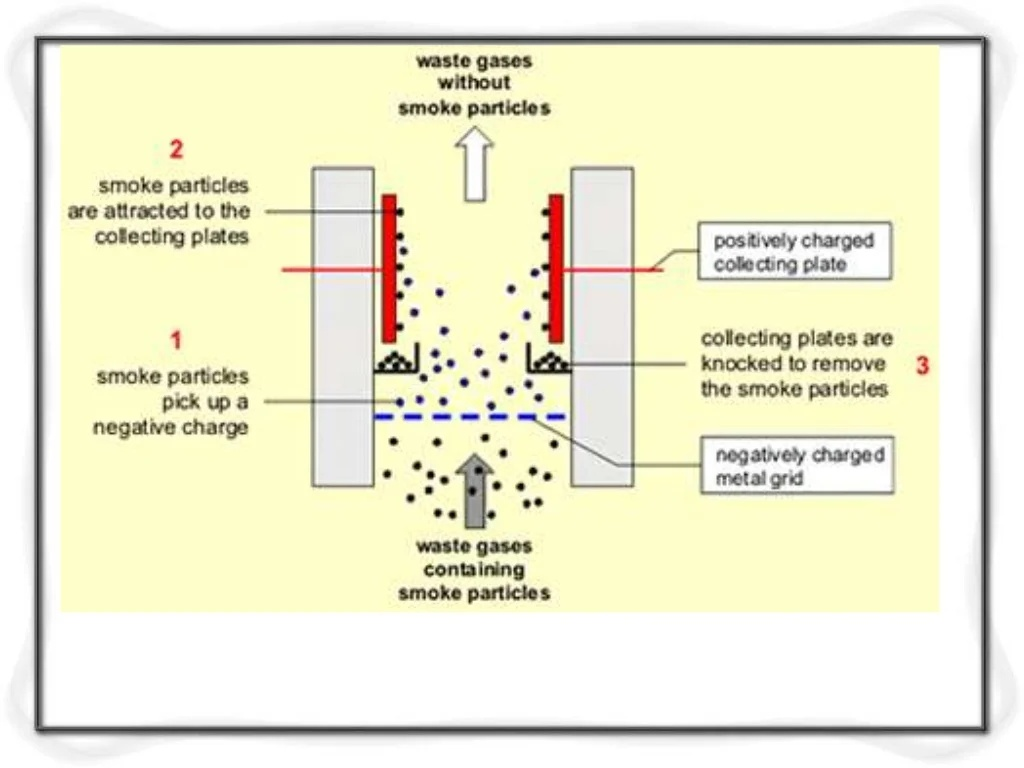 waste gases
without
smoke particles
2
smoke particles
are attracted to the
collecting plates
positively charged
collecting plate
1
smoke particles
pick up a
negative charge
collecting plates are
knocked to remove
the smoke particles
3
negatively charged
metal grid
waste gases
containing
smoke particles